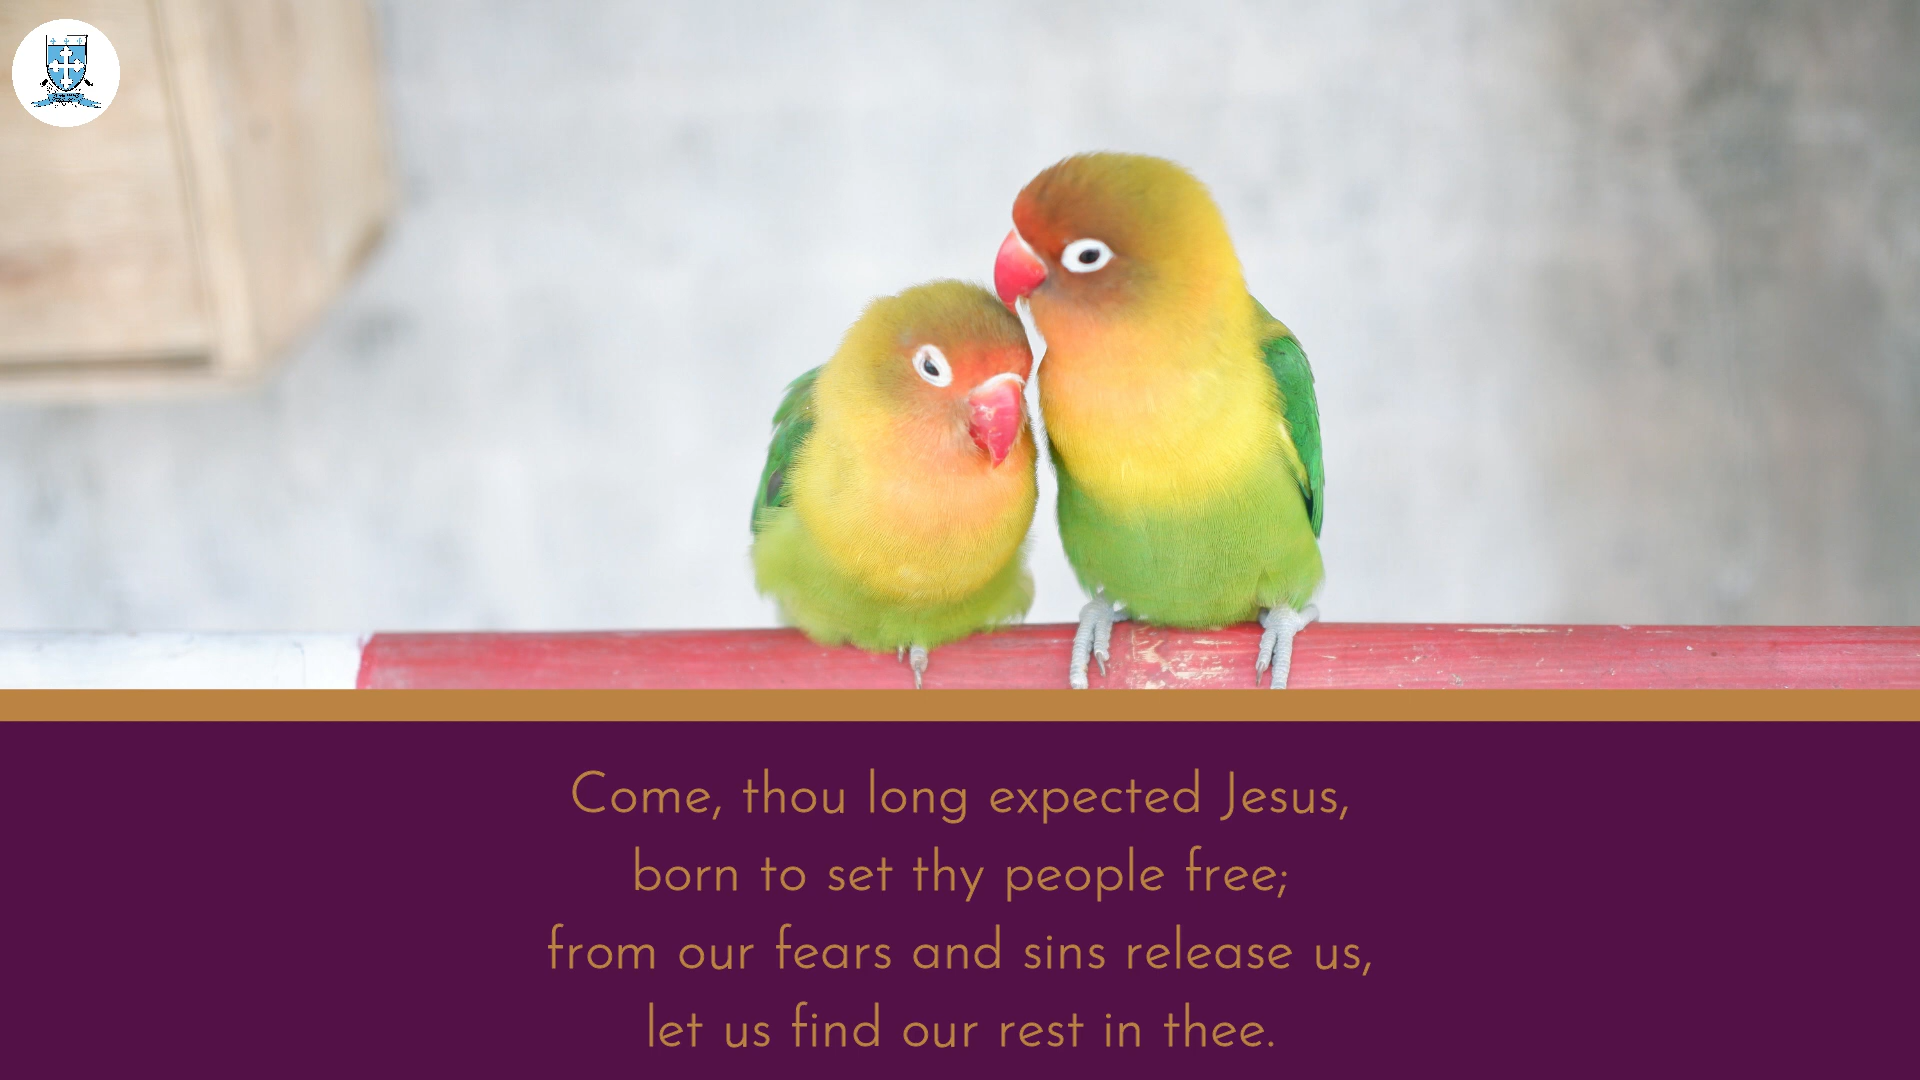 Come, thou long expected Jesus,
born to set thy people free;
from our fears and sins release us,
let us find our rest in thee.